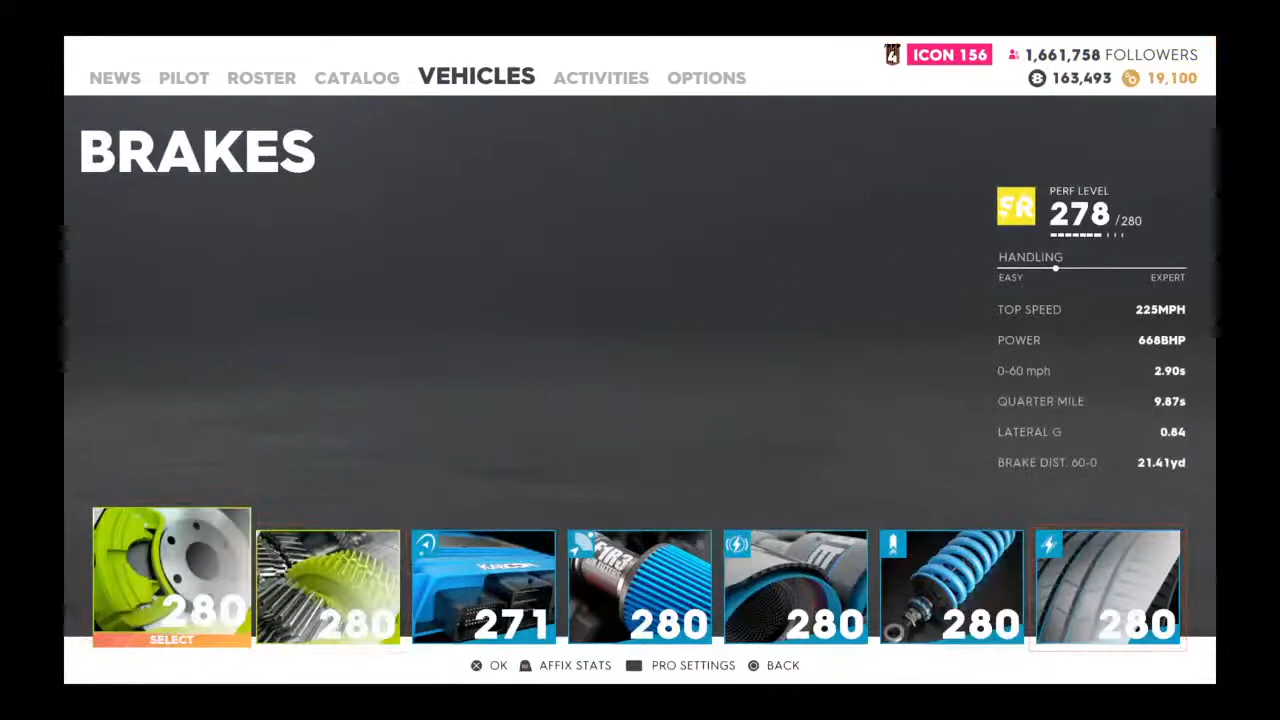 4 ICON 156 1,661,758 FOLLOWERS
NEWS PILOT ROSTER CATALOG VEHICLES ACTIVITIES OPTIONS 163,493 19,100
BRAKES
SR PERF LEVEL
278 /280
HANDLING
EASY EXPERT
TOP SPEED 225MPH
POWER 668BHP
0-60 mph 2.90s
QUARTER MILE 9.87s
LATERAL G 0.84
BRAKE DIST. 60-0 21.41yd
280 280 271 280 280 280 280
SELECT
OK AFFIX STATS PRO SETTINGS BACK